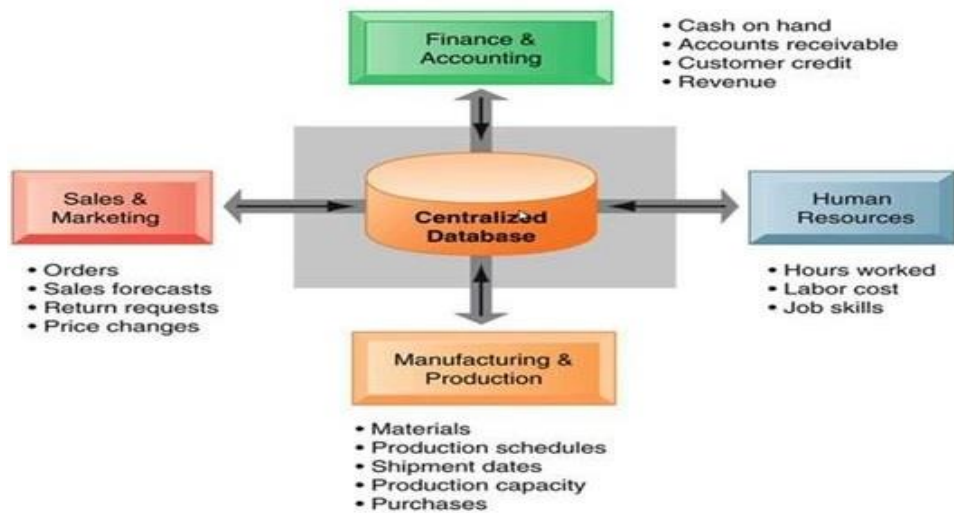 Finance &
Accounting
• Cash on hand
• Accounts receivable
• Customer credit
• Revenue
Sales &
Marketing
• Orders
• Sales forecasts
• Return requests
• Price changes
Centralized
Database
Human
Resources
• Hours worked
• Labor cost
• Job skills
Manufacturing &
Production
• Materials
• Production schedules
• Shipment dates
• Production capacity
• Purchases